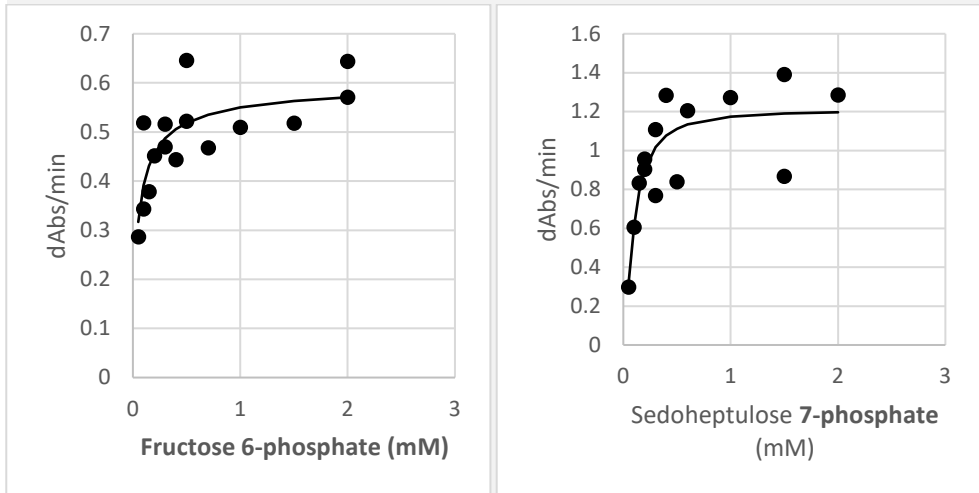 0.7
0.6
0.5
0.4
0.3
0.2
0.1
0
dAbs/min
0 1 2 3
Fructose 6-phosphate (mM)
1.6
1.4
1.2
1
0.8
0.6
0.4
0.2
0
dAbs/min
0 1 2 3
Sedoheptulose 7-phosphate
(mM)